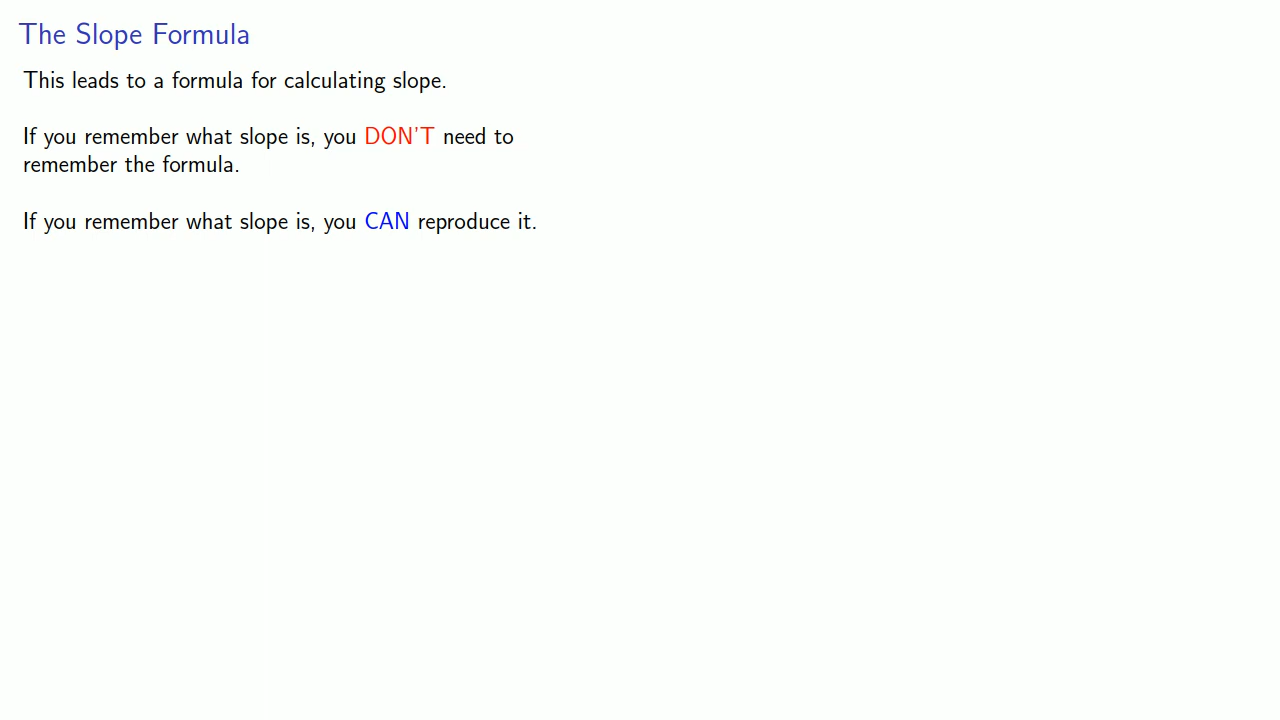 The Slope Formula
This leads to a formula for calculating slope.
If you remember what slope is, you DON'T need to
remember the formula.
If you remember what slope is, you CAN reproduce it.